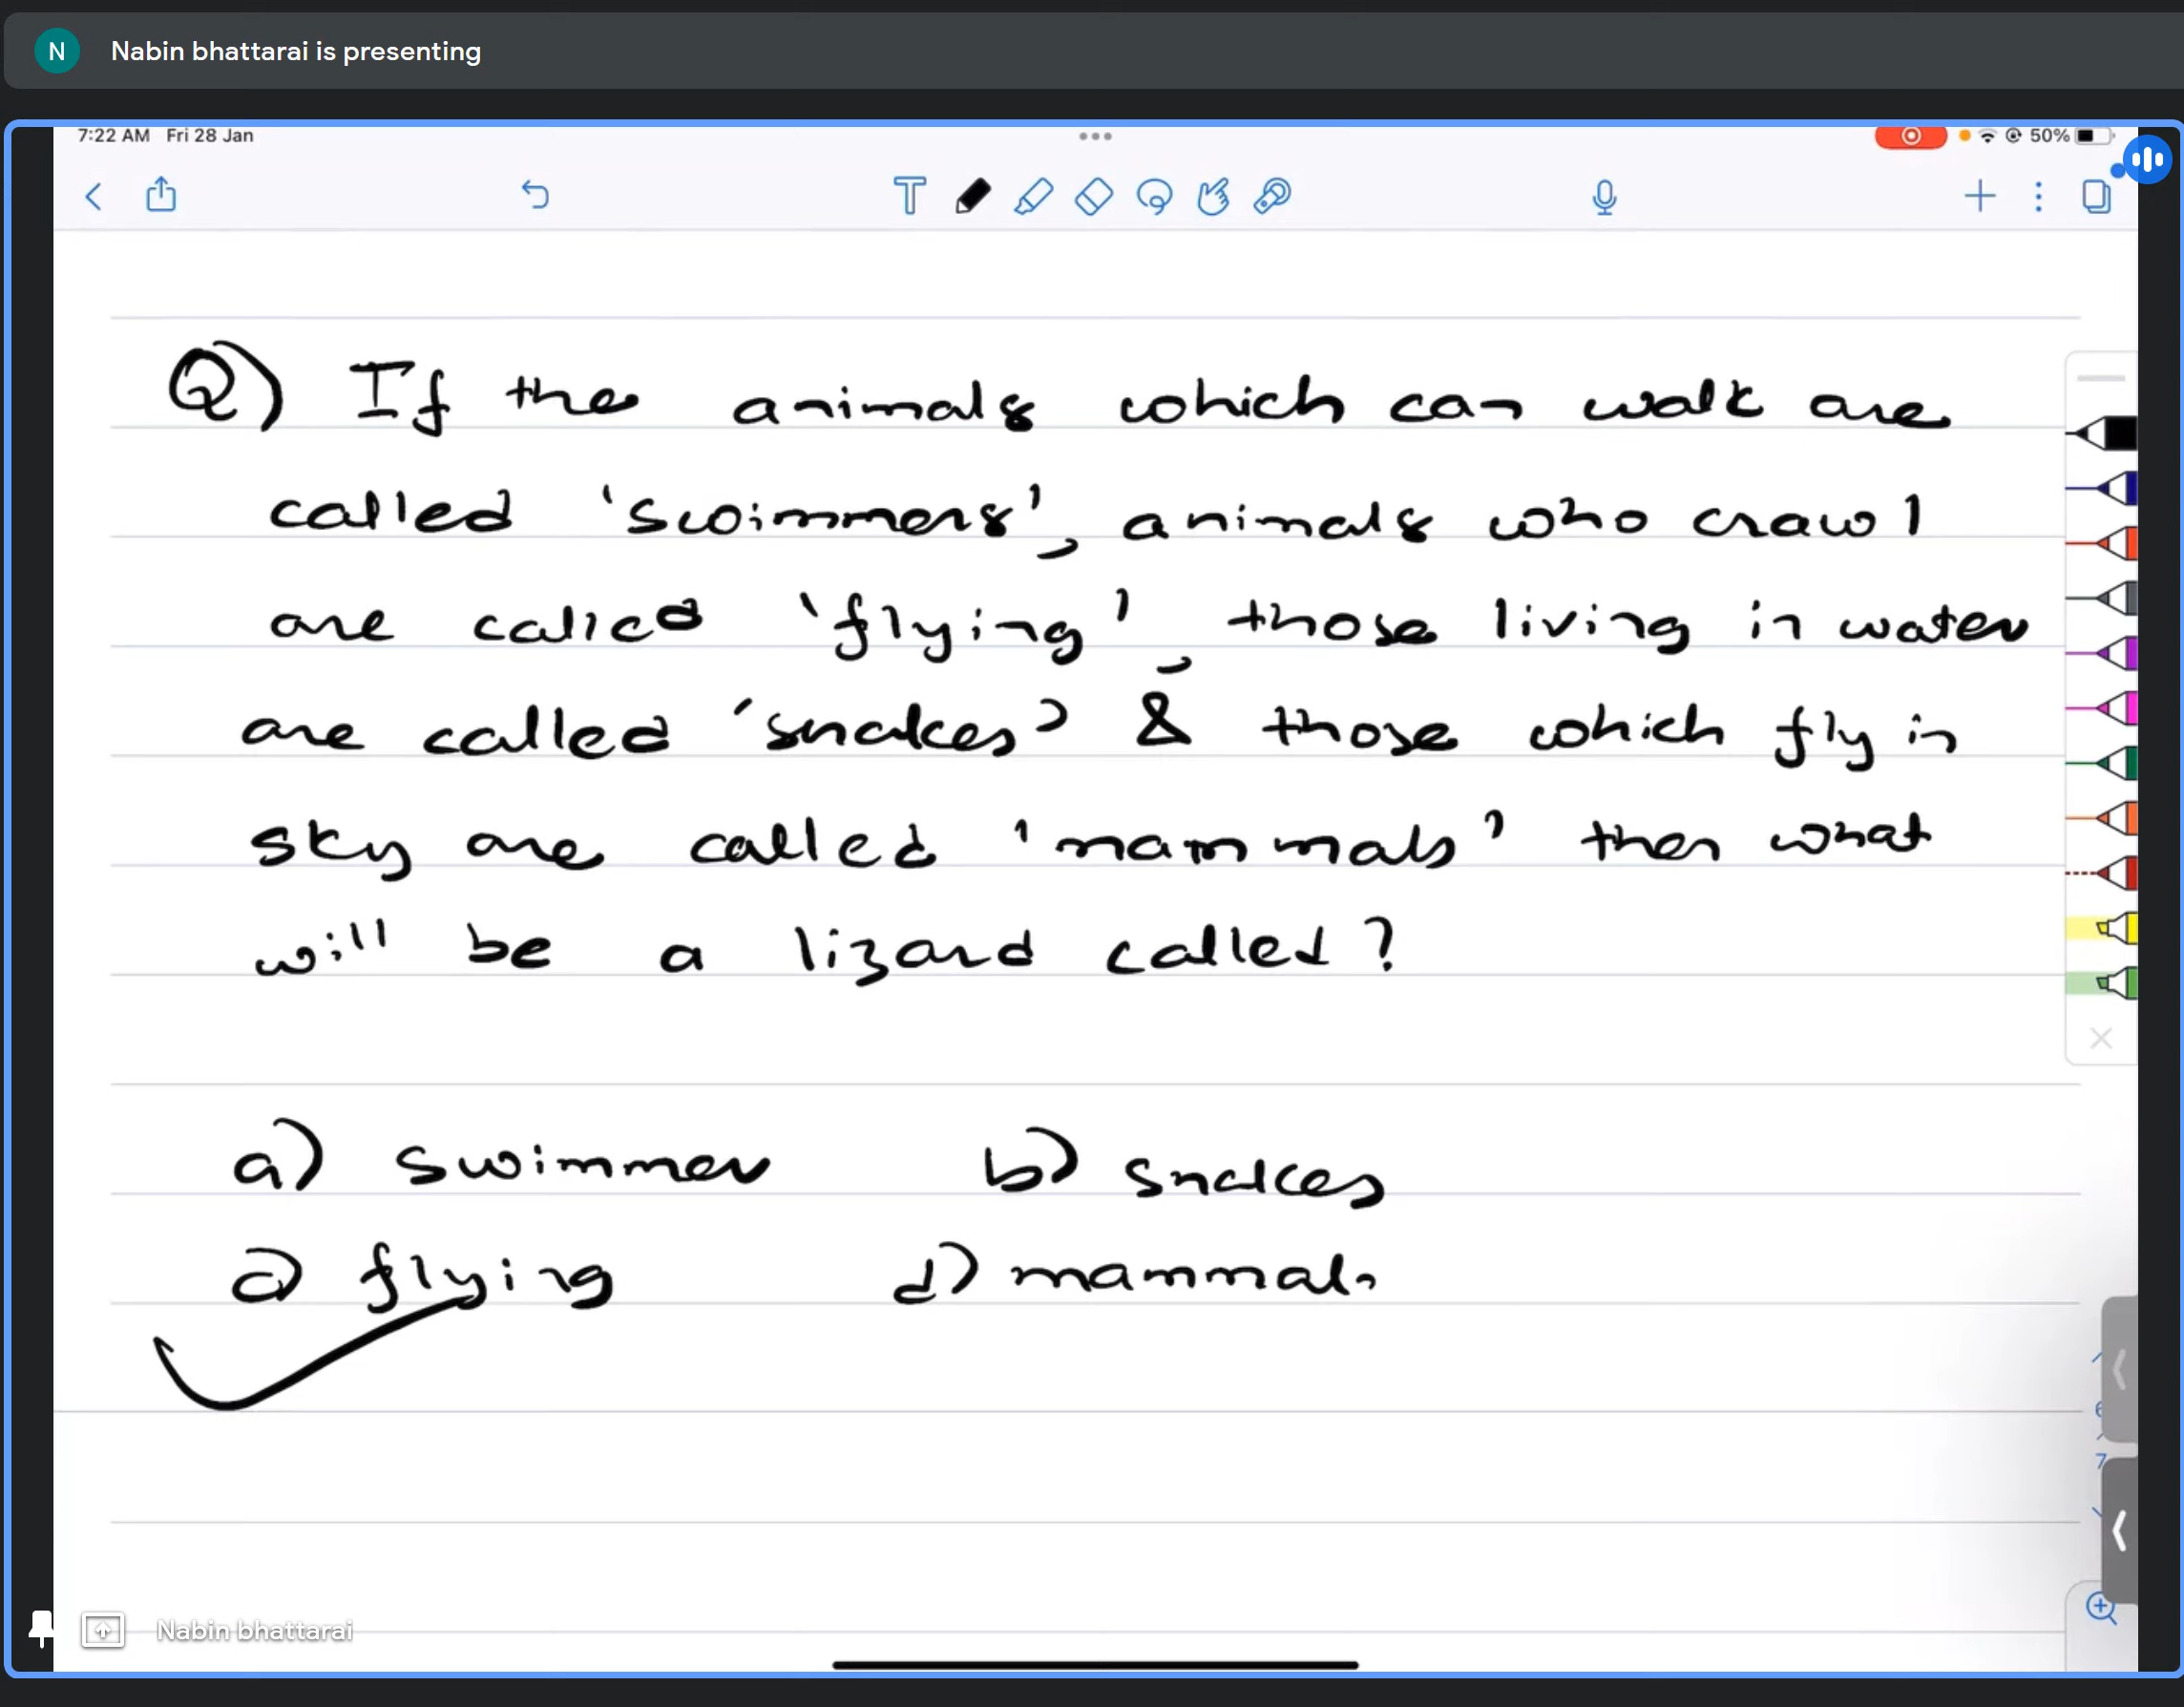 N Nabin bhattarai is presenting
7:22 AM Fri 28 Jan
50%
Q) If the animals which can walk are
called 'swimmers', animals who crawl
are called 'flying', those living in water
are called 'snakes' & those which fly in
sky are called 'mammals' then what
will be a lizard called?
a) swimmer b) snakes
c) flying d) mammals
6
7
Nabin bhattarai